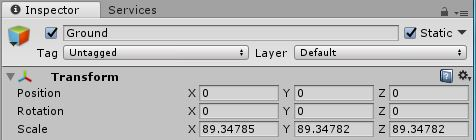 Inspector Services
Ground Static
Tag Untagged Layer Default
Transform
Position X 0 Y 0 Z 0
Rotation X 0 Y 0 Z 0
Scale X 89.34785 Y 89.34782 Z 89.34782